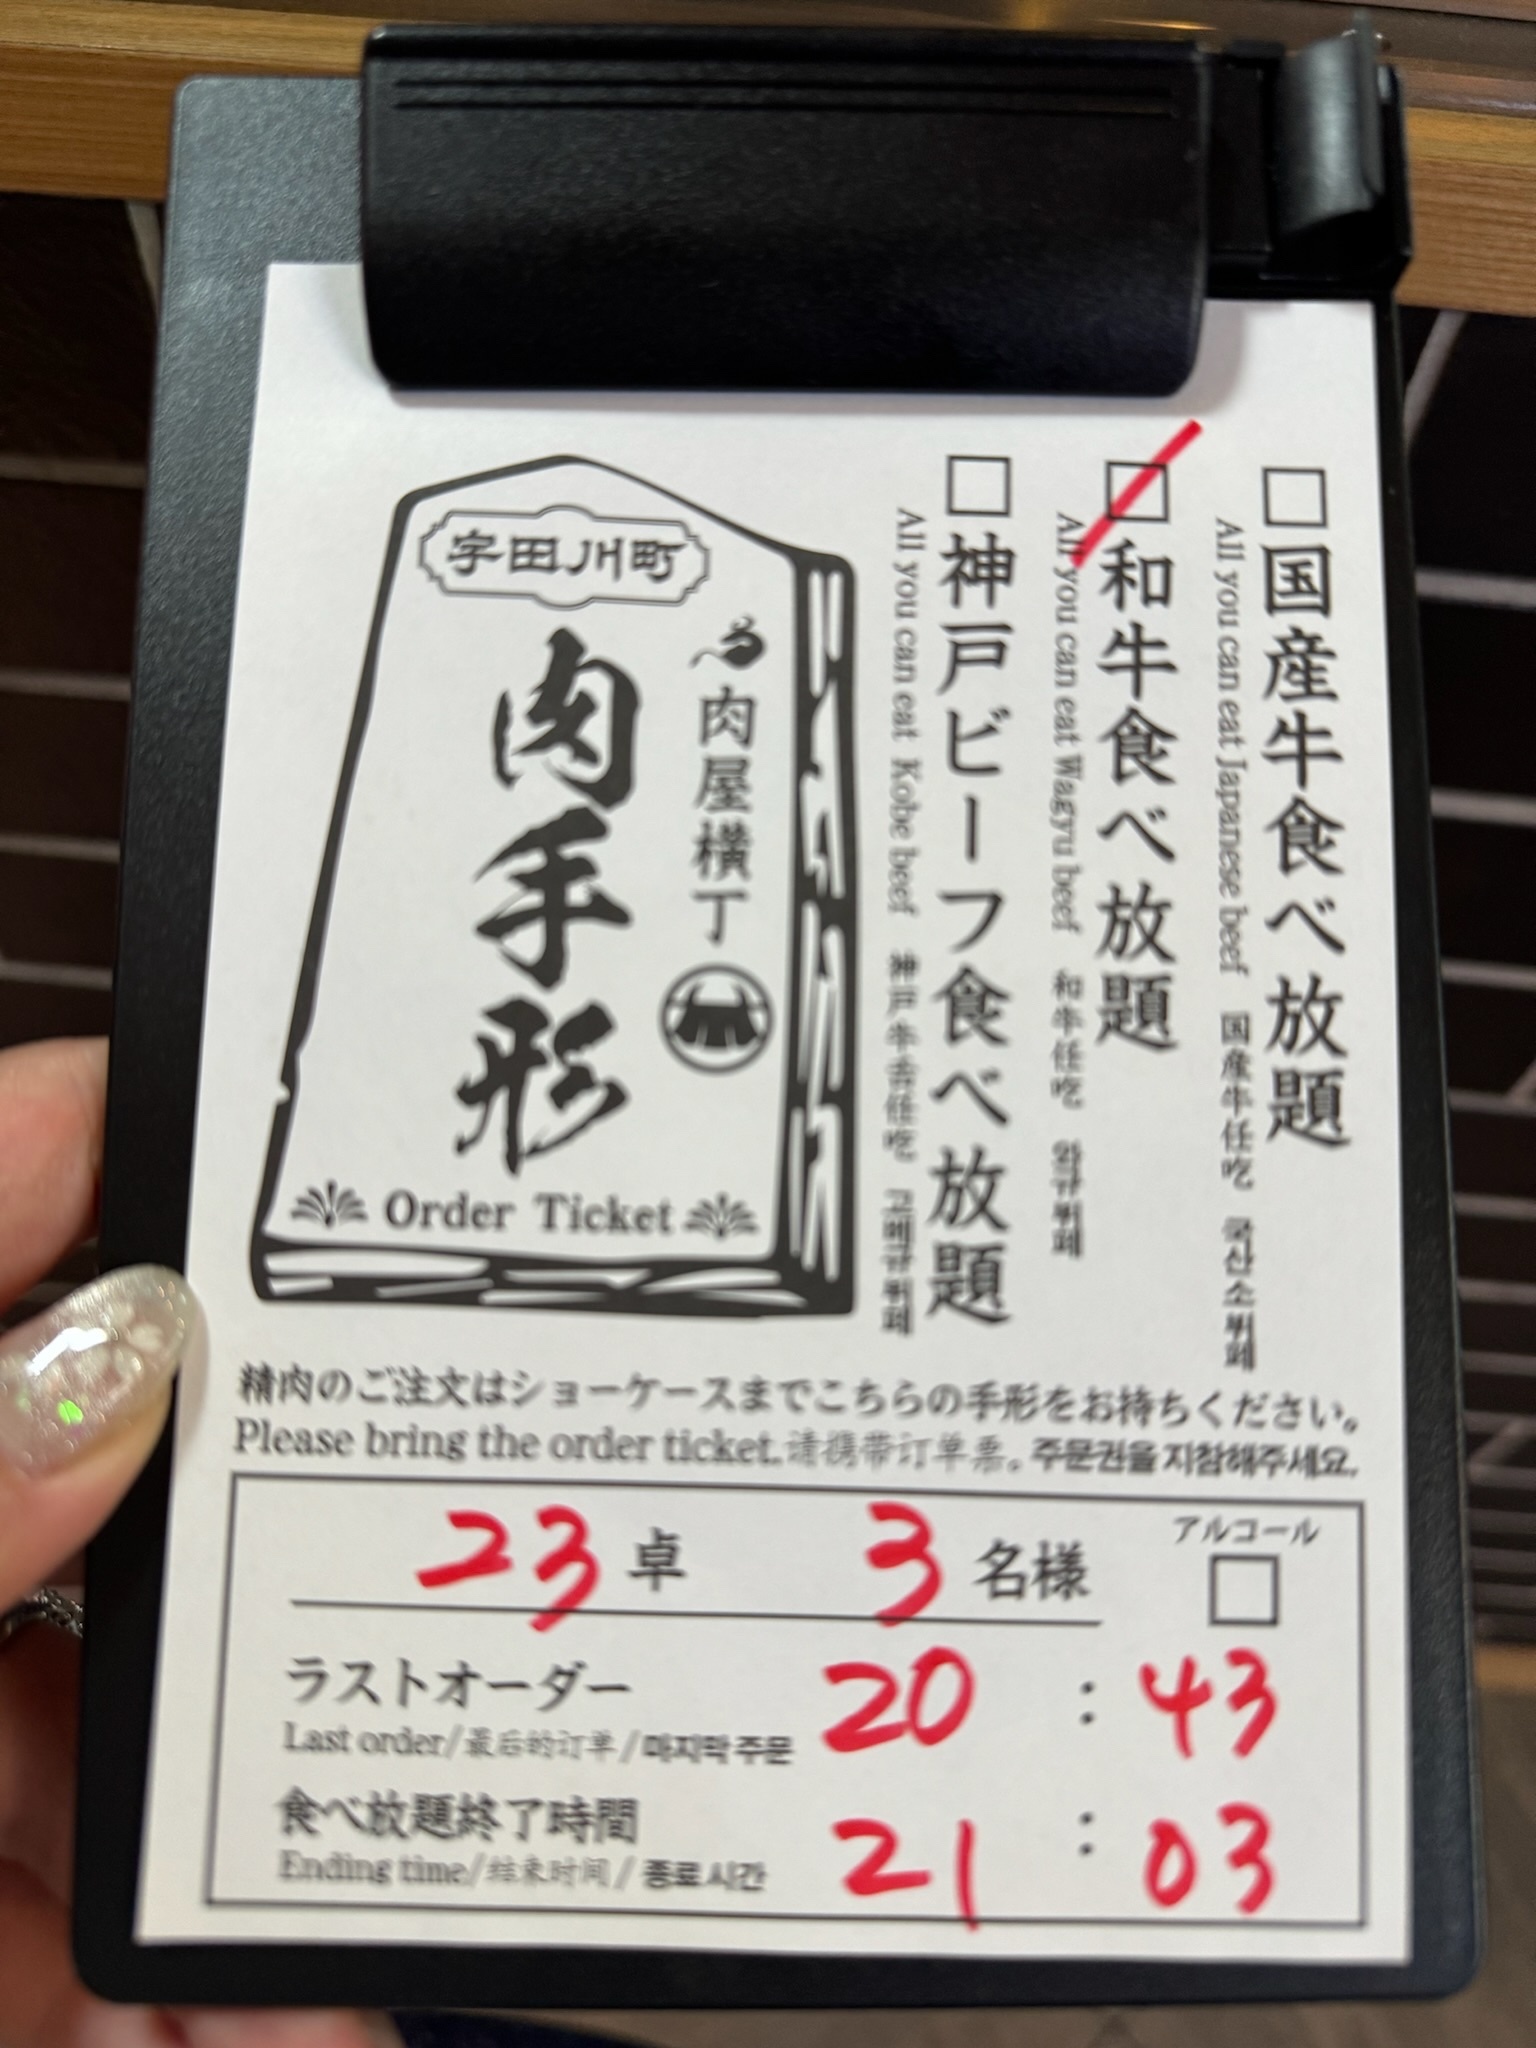 □国産牛食べ放題
All you can eat Japanese beef 国産牛任吃 국산 소 뷔페
□和牛食べ放題
All you can eat Wagyu beef 和牛任吃 와규 뷔페
□神戸ビーフ食べ放題
All you can eat Kobe beef 神戸牛肉任吃 고베규 뷔페
宇田川町
肉屋横丁
肉手形
Order Ticket
精肉のご注文はショーケースまでこちらの手形をお持ちください。
Please bring the order ticket.请携带订单票。주문권을 지참해주세요.
23 卓 3 名様 アルコール □
ラストオーダー 20 : 43
Last order/最后的订单/마지막 주문
食べ放題終了時間 21 : 03
Ending time/结束时间/종료 시간